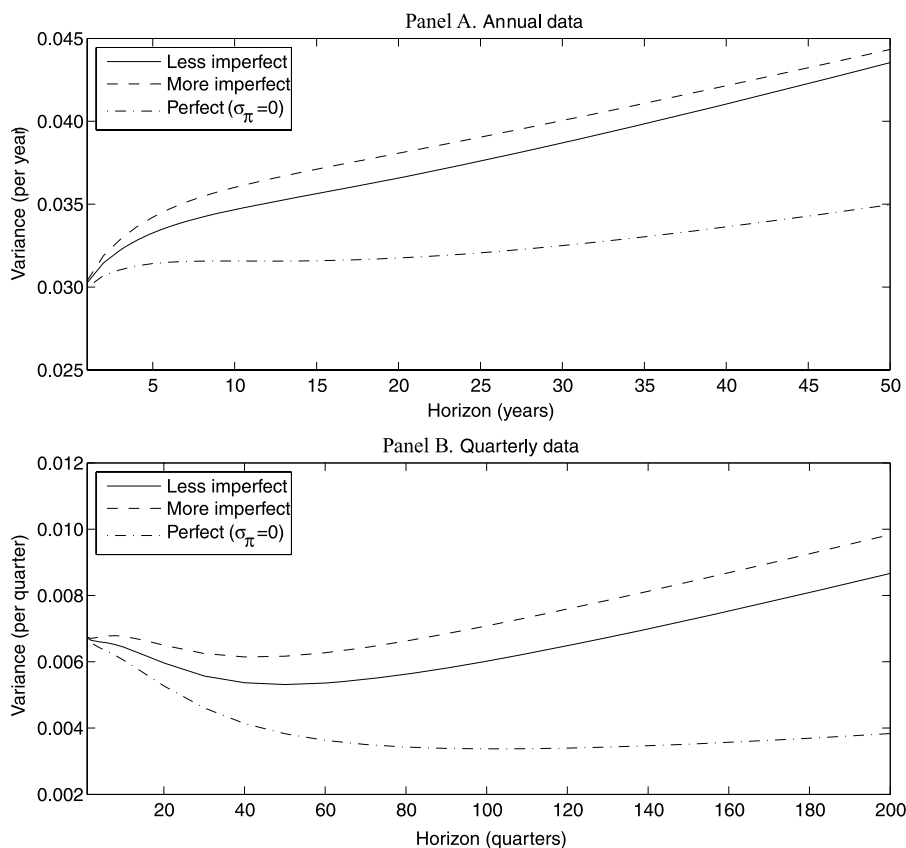 Panel A. Annual data
0.045
0.040
0.035
0.030
0.025
Variance (per year)
Less imperfect
More imperfect
Perfect (σπ=0)
5 10 15 20 25 30 35 40 45 50
Horizon (years)
Panel B. Quarterly data
0.012
0.010
0.008
0.006
0.004
0.002
Variance (per quarter)
Less imperfect
More imperfect
Perfect (σπ=0)
20 40 60 80 100 120 140 160 180 200
Horizon (quarters)